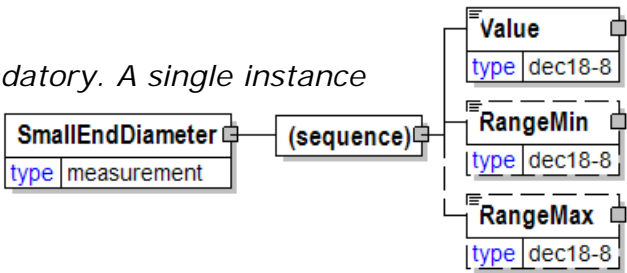 Value
type dec18-8
datory. A single instance
RangeMin
type dec18-8
SmallEndDiameter
type measurement
(sequence)
RangeMax
type dec18-8